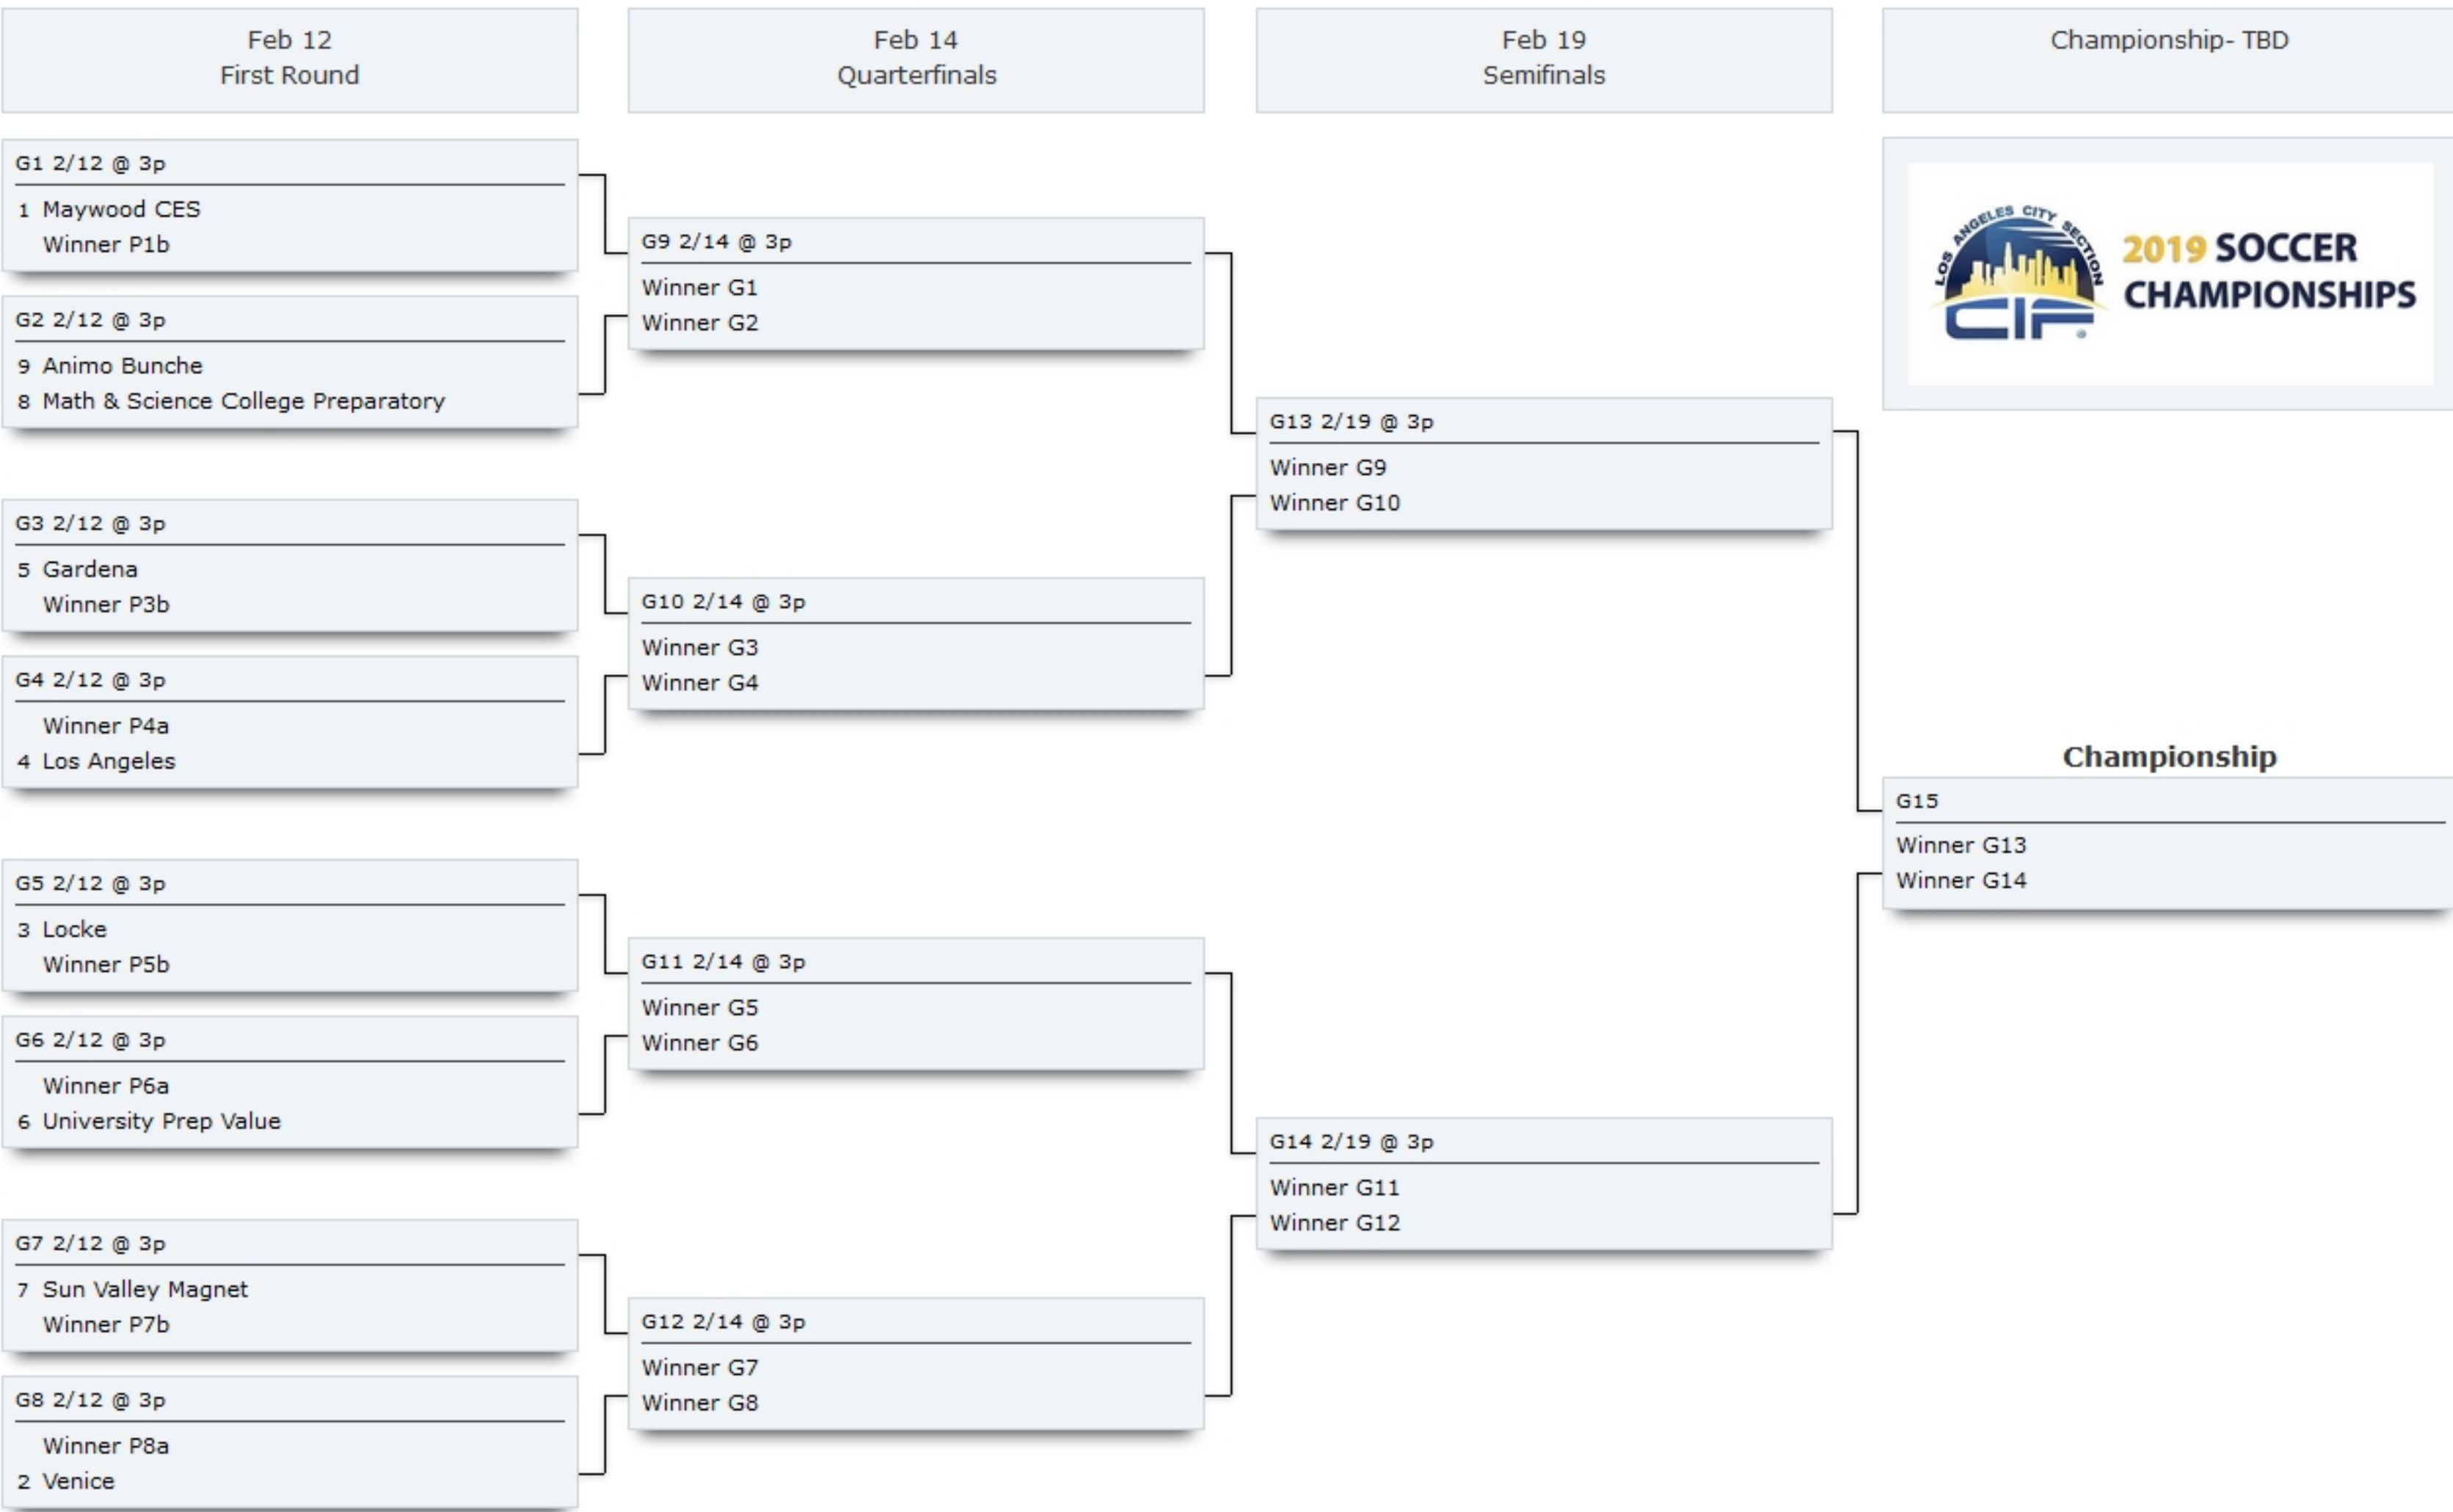 Feb 12
First Round
Feb 14
Quarterfinals
Feb 19
Semifinals
Championship- TBD
G1 2/12 @ 3p
1 Maywood CES
Winner P1b
G2 2/12 @ 3p
9 Animo Bunche
8 Math & Science College Preparatory
G3 2/12 @ 3p
5 Gardena
Winner P3b
G4 2/12 @ 3p
Winner P4a
4 Los Angeles
G5 2/12 @ 3p
3 Locke
Winner P5b
G6 2/12 @ 3p
Winner P6a
6 University Prep Value
G7 2/12 @ 3p
7 Sun Valley Magnet
Winner P7b
G8 2/12 @ 3p
Winner P8a
2 Venice
G9 2/14 @ 3p
Winner G1
Winner G2
G10 2/14 @ 3p
Winner G3
Winner G4
G11 2/14 @ 3p
Winner G5
Winner G6
G12 2/14 @ 3p
Winner G7
Winner G8
G13 2/19 @ 3p
Winner G9
Winner G10
G14 2/19 @ 3p
Winner G11
Winner G12
LOS ANGELES CITY SECTION
CIF
2019 SOCCER
CHAMPIONSHIPS
Championship
G15
Winner G13
Winner G14